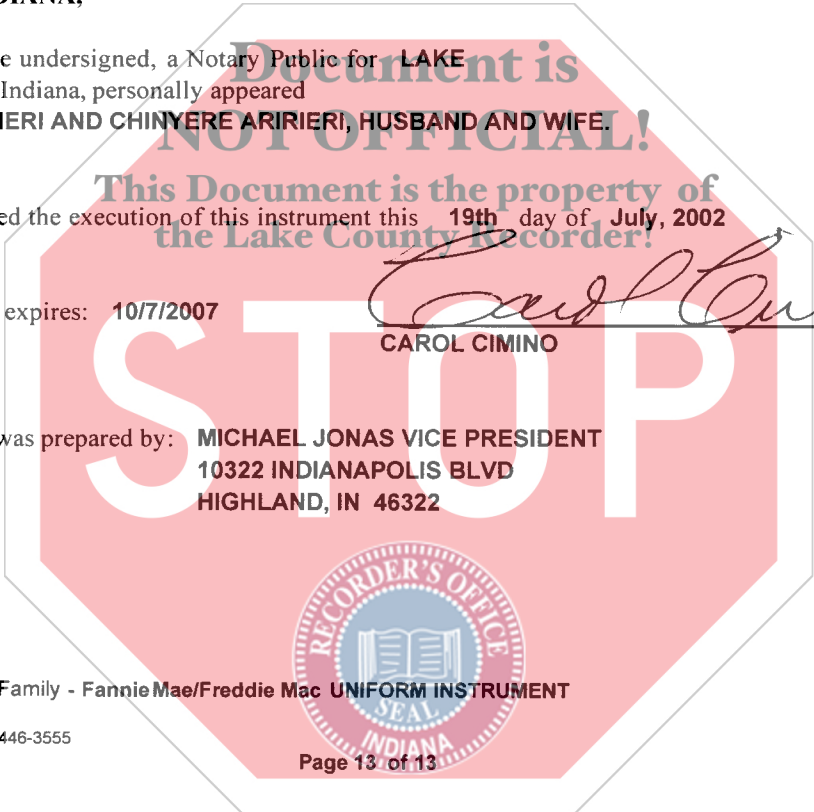 DIANA,
e undersigned, a Notary Public for LAKE
Document is
Indiana, personally appeared
IERI AND CHINYERE ARIRIERI, HUSBAND AND WIFE.
NOT OFFICIAL!
This Document is the property of
ed the execution of this instrument this 19th day of July, 2002
the Lake County Recorder!
Carol Cim
expires: 10/7/2007
CAROL CIMINO
STOP
was prepared by: MICHAEL JONAS VICE PRESIDENT
10322 INDIANAPOLIS BLVD
HIGHLAND, IN 46322
RECORDER'S OFFICE
Family - Fannie Mae/Freddie Mac UNIFORM INSTRUMENT
SEAL
446-3555
INDIANA
Page 13 of 13